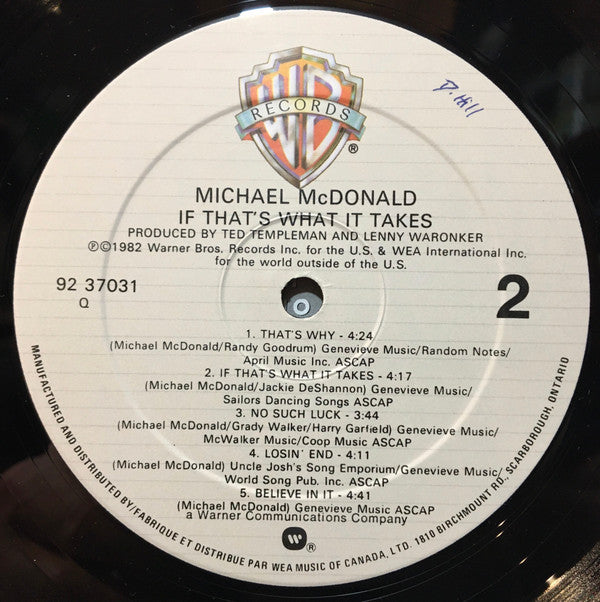 WB
RECORDS
®
D. Hill
MICHAEL McDONALD
IF THAT'S WHAT IT TAKES
PRODUCED BY TED TEMPLEMAN AND LENNY WARONKER
℗©1982 Warner Bros. Records Inc. for the U.S. & WEA International Inc.
for the world outside of the U.S.
92 37031
Q
2
1. THAT'S WHY - 4:24
(Michael McDonald/Randy Goodrum) Genevieve Music/Random Notes/
April Music Inc. ASCAP
2. IF THAT'S WHAT IT TAKES - 4:17
(Michael McDonald/Jackie DeShannon) Genevieve Music/
Sailors Dancing Songs ASCAP
3. NO SUCH LUCK - 3:44
(Michael McDonald/Grady Walker/Harry Garfield) Genevieve Music/
McWalker Music/Coop Music ASCAP
4. LOSIN' END - 4:11
(Michael McDonald) Uncle Josh's Song Emporium/Genevieve Music/
World Song Pub. Inc. ASCAP
5. BELIEVE IN IT - 4:41
(Michael McDonald) Genevieve Music ASCAP
a Warner Communications Company
®
MANUFACTURED AND DISTRIBUTED BY/FABRIQUE ET DISTRIBUE PAR WEA MUSIC OF CANADA, LTD. 1810 BIRCHMOUNT RD., SCARBOROUGH, ONTARIO